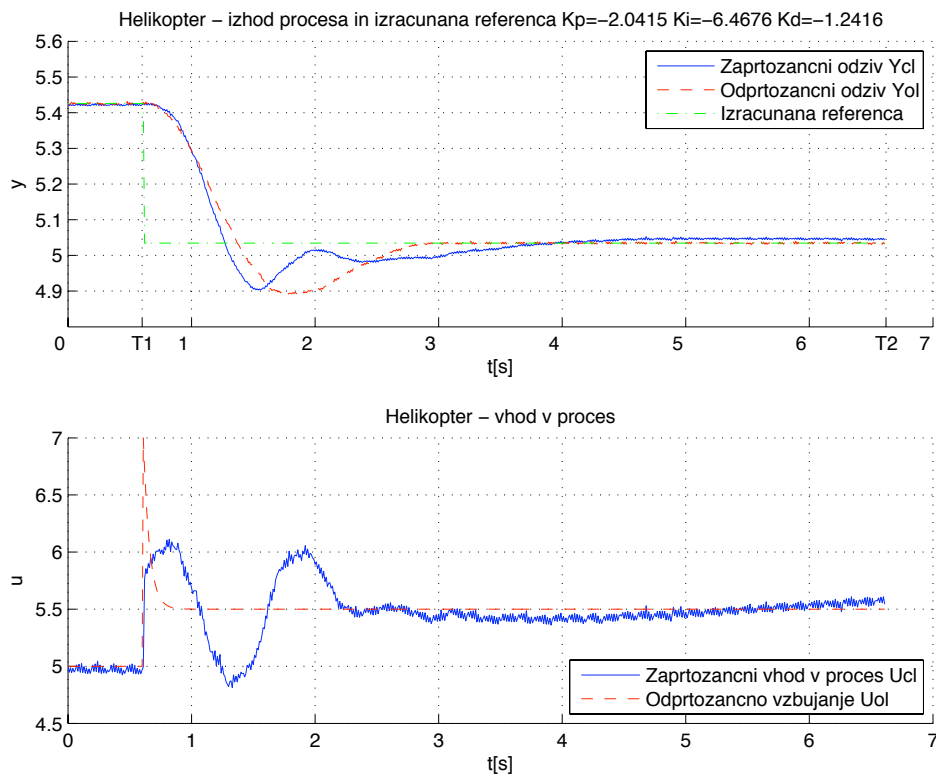 Helikopter − izhod procesa in izracunana referenca Kp=−2.0415 Ki=−6.4676 Kd=−1.2416
5.6
5.5
5.4
5.3
5.2
5.1
5
4.9
y
Zaprtozancni odziv Ycl
Odprtozancni odziv Yol
Izracunana referenca
0 T1 1 2 3 4 5 6 T2 7
t[s]
Helikopter − vhod v proces
7
6.5
6
5.5
5
4.5
u
Zaprtozancni vhod v proces Ucl
Odprtozancno vzbujanje Uol
0 1 2 3 4 5 6 7
t[s]